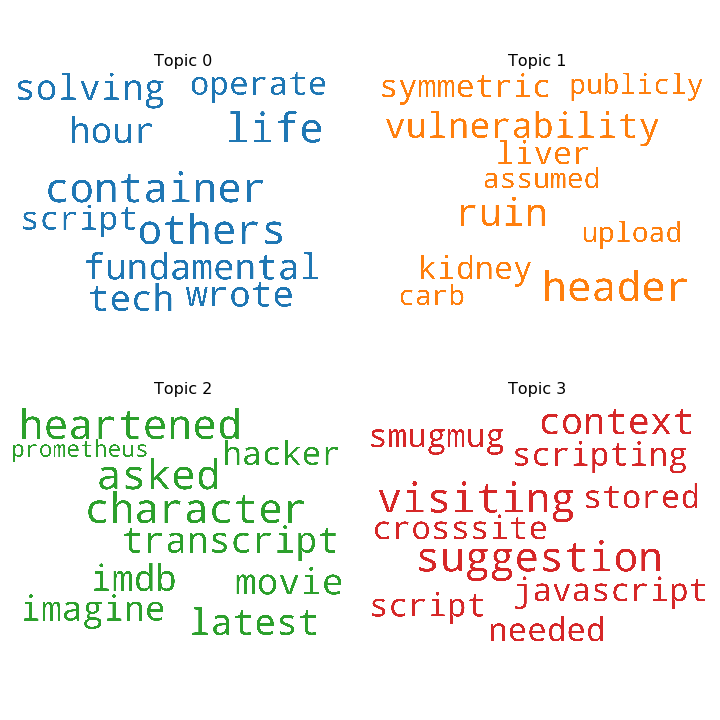 Topic 0
solving operate
hour life
container
script others
fundamental
tech wrote
Topic 1
symmetric publicly
vulnerability
liver
assumed
ruin
upload
kidney
carb header
Topic 2
heartened
prometheus hacker
asked
character
transcript
imdb movie
imagine latest
Topic 3
smugmug context
scripting
visiting stored
crosssite
suggestion
javascript
script
needed